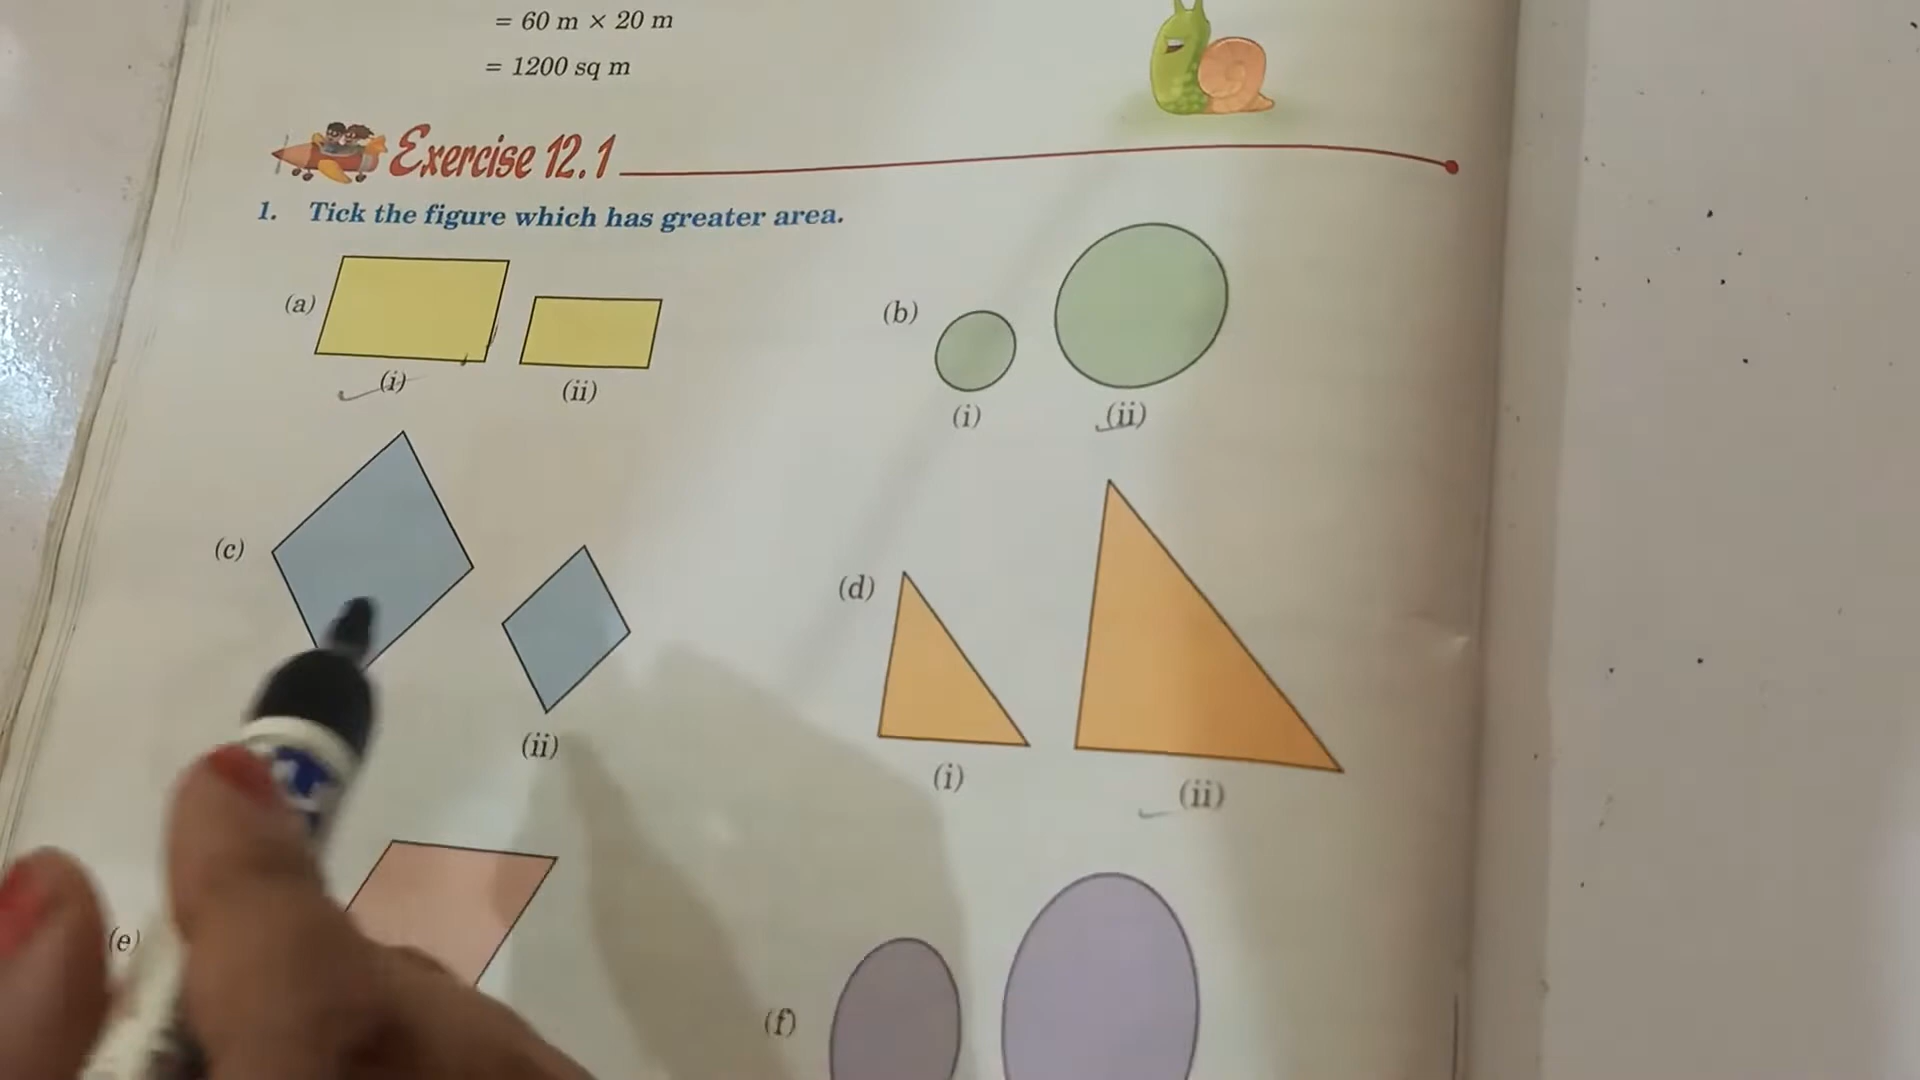 = 60 m × 20 m
= 1200 sq m
Exercise 12.1
1. Tick the figure which has greater area.
(a)
(i)
(ii)
(b)
(i)
(ii)
(c)
(ii)
(d)
(i)
(ii)
(e)
(f)